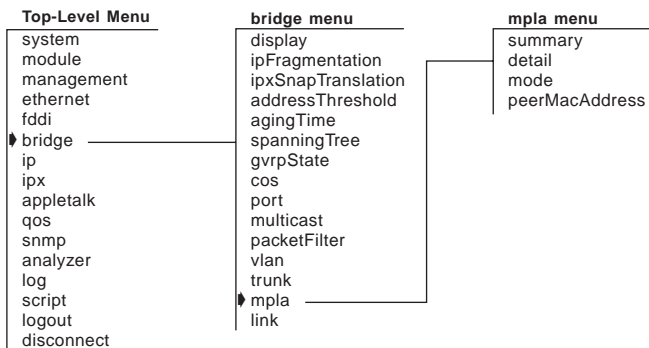 Top-Level Menu
system
module
management
ethernet
fddi
bridge
ip
ipx
appletalk
qos
snmp
analyzer
log
script
logout
disconnect
bridge menu
display
ipFragmentation
ipxSnapTranslation
addressThreshold
agingTime
spanningTree
gvrpState
cos
port
multicast
packetFilter
vlan
trunk
mpla
link
mpla menu
summary
detail
mode
peerMacAddress